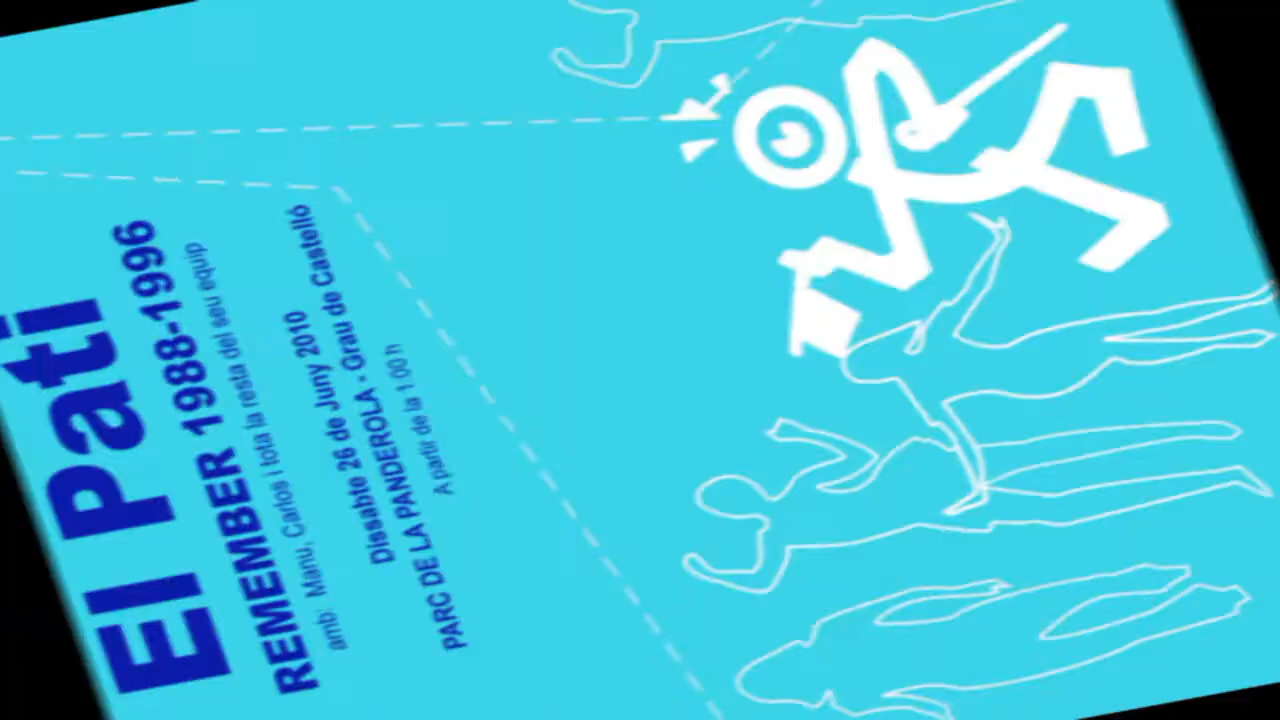 El Pati
REMEMBER 1988-1996
amb: Manu, Carlos i tota la resta del seu equip
Dissabte 26 de Juny 2010
PARC DE LA PANDEROLA - Grau de Castelló
A partir de la 1.00 h